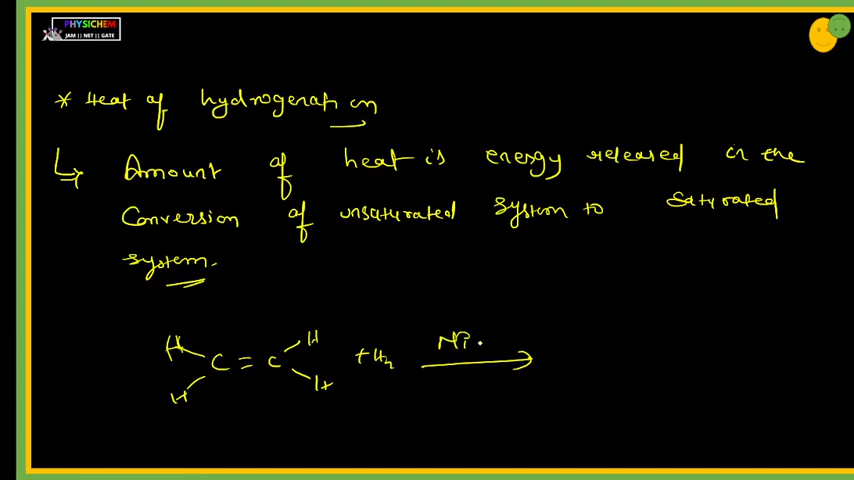 PHYSICHEM
JAM || NET || GATE
* Heat of hydrogenation
↳ Amount of heat is energy released in the
Conversion of unsaturated system to saturated
system.
H H
C = C + H2 Ni.
H H